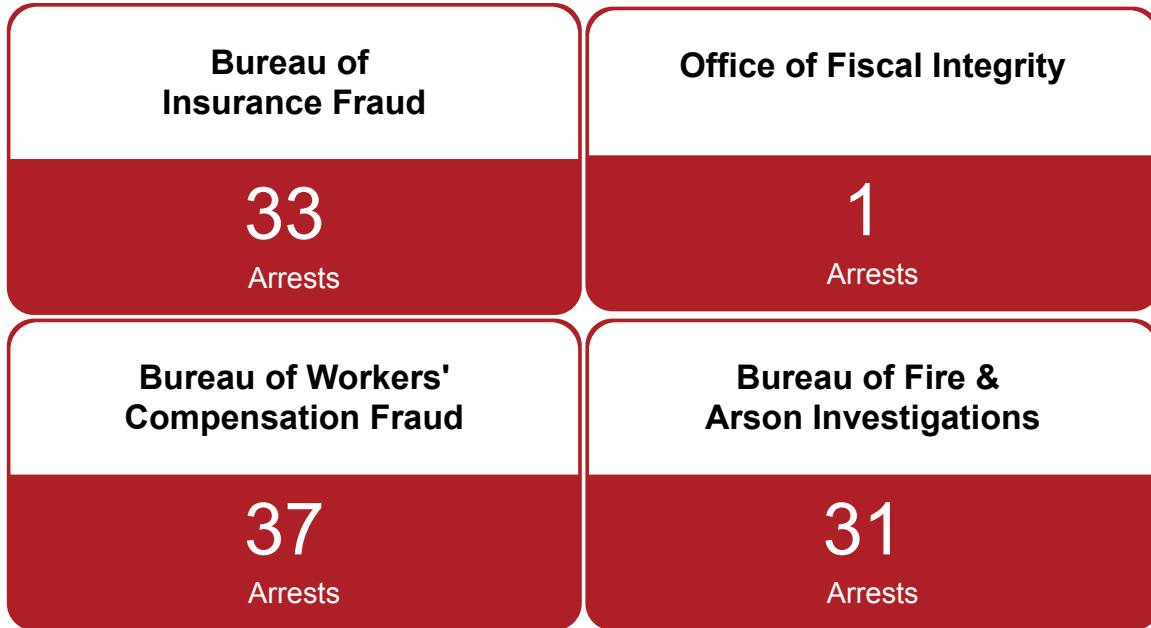 Bureau of
Insurance Fraud
33
Arrests
Office of Fiscal Integrity
1
Arrests
Bureau of Workers'
Compensation Fraud
37
Arrests
Bureau of Fire &
Arson Investigations
31
Arrests